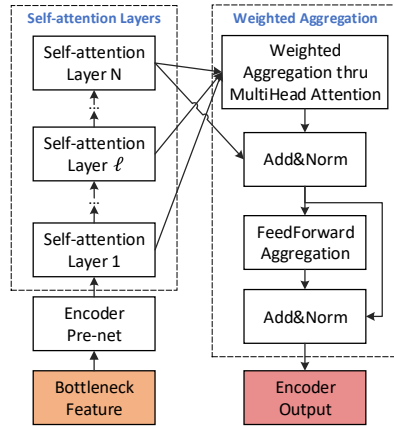 Self-attention Layers
Self-attention
Layer N
...
Self-attention
Layer ℓ
...
Self-attention
Layer 1
Encoder
Pre-net
Bottleneck
Feature
Weighted Aggregation
Weighted
Aggregation thru
MultiHead Attention
Add&Norm
FeedForward
Aggregation
Add&Norm
Encoder
Output